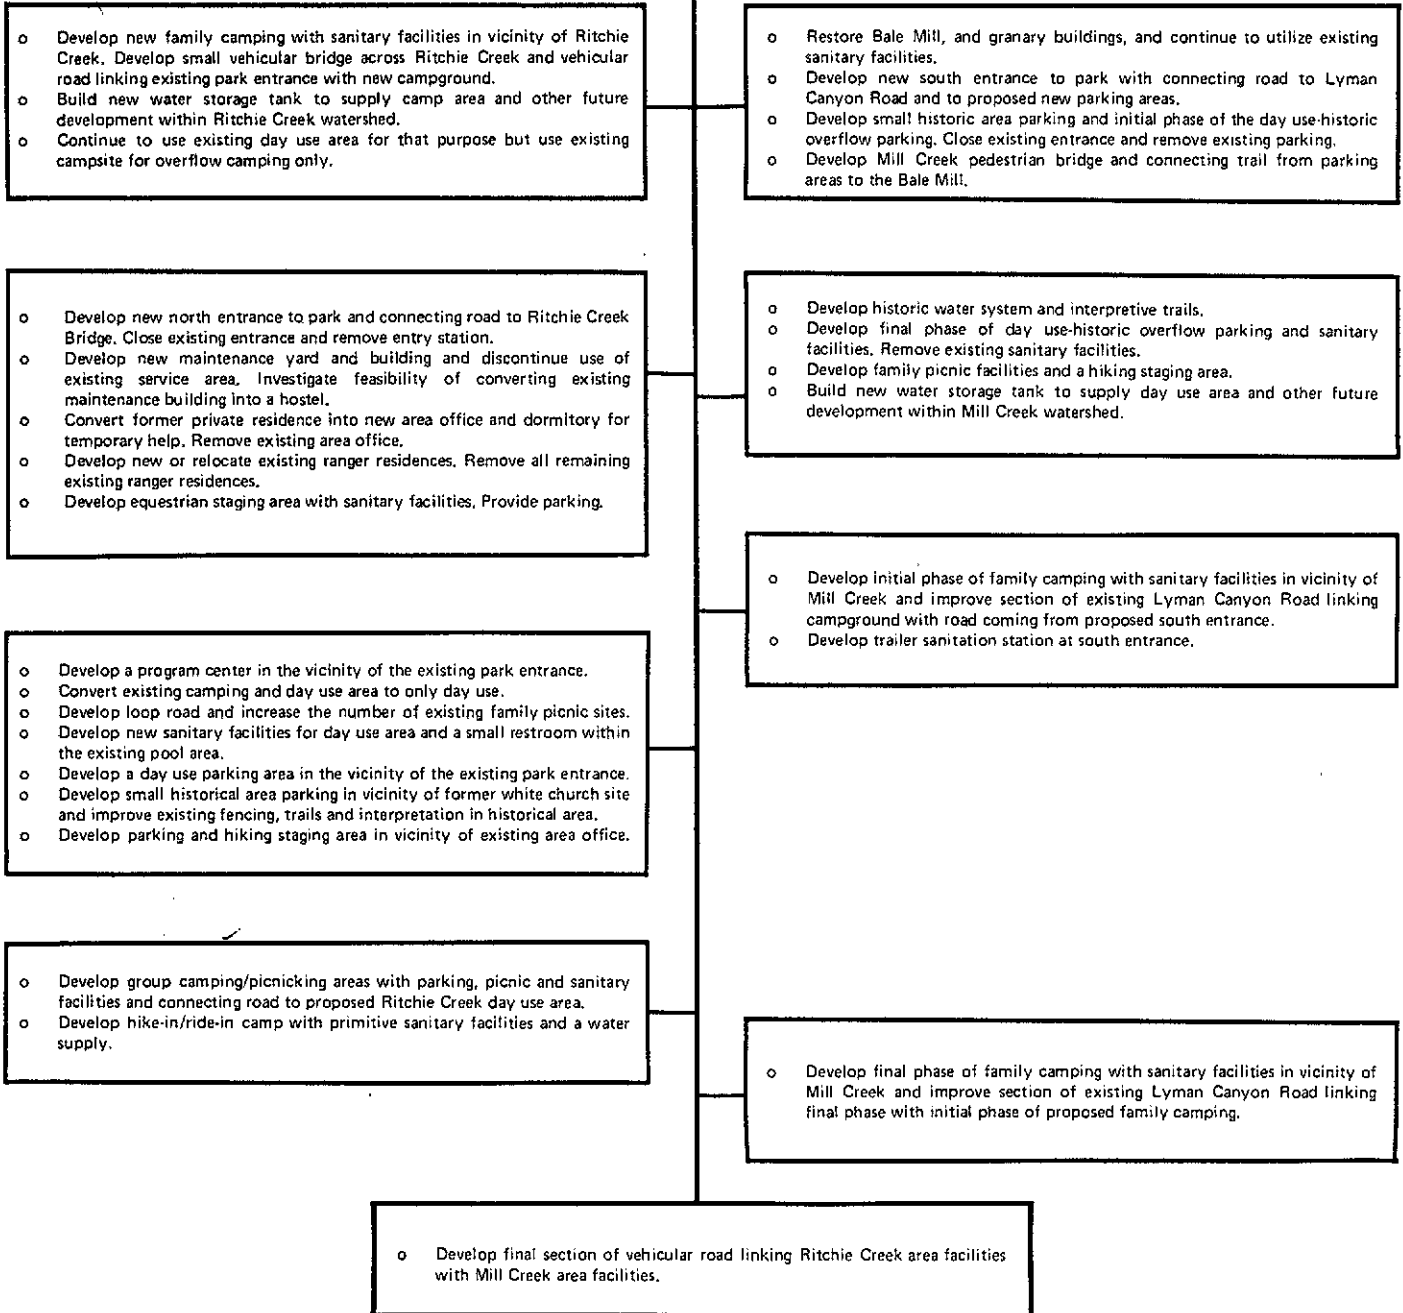 o Develop new family camping with sanitary facilities in vicinity of Ritchie
Creek. Develop small vehicular bridge across Ritchie Creek and vehicular
road linking existing park entrance with new campground.
o Build new water storage tank to supply camp area and other future
development within Ritchie Creek watershed.
o Continue to use existing day use area for that purpose but use existing
campsite for overflow camping only.
o Restore Bale Mill, and granary buildings, and continue to utilize existing
sanitary facilities.
o Develop new south entrance to park with connecting road to Lyman
Canyon Road and to proposed new parking areas.
o Develop small historic area parking and initial phase of the day use-historic
overflow parking. Close existing entrance and remove existing parking.
o Develop Mill Creek pedestrian bridge and connecting trail from parking
areas to the Bale Mill.
o Develop new north entrance to park and connecting road to Ritchie Creek
Bridge. Close existing entrance and remove entry station.
o Develop new maintenance yard and building and discontinue use of
existing service area. Investigate feasibility of converting existing
maintenance building into a hostel.
o Convert former private residence into new area office and dormitory for
temporary help. Remove existing area office.
o Develop new or relocate existing ranger residences. Remove all remaining
existing ranger residences.
o Develop equestrian staging area with sanitary facilities. Provide parking.
o Develop historic water system and interpretive trails.
o Develop final phase of day use-historic overflow parking and sanitary
facilities. Remove existing sanitary facilities.
o Develop family picnic facilities and a hiking staging area.
o Build new water storage tank to supply day use area and other future
development within Mill Creek watershed.
o Develop initial phase of family camping with sanitary facilities in vicinity of
Mill Creek and improve section of existing Lyman Canyon Road linking
campground with road coming from proposed south entrance.
o Develop trailer sanitation station at south entrance.
o Develop a program center in the vicinity of the existing park entrance.
o Convert existing camping and day use area to only day use.
o Develop loop road and increase the number of existing family picnic sites.
o Develop new sanitary facilities for day use area and a small restroom within
the existing pool area.
o Develop a day use parking area in the vicinity of the existing park entrance.
o Develop small historical area parking in vicinity of former white church site
and improve existing fencing, trails and interpretation in historical area.
o Develop parking and hiking staging area in vicinity of existing area office.
o Develop group camping/picnicking areas with parking, picnic and sanitary
facilities and connecting road to proposed Ritchie Creek day use area.
o Develop hike-in/ride-in camp with primitive sanitary facilities and a water
supply.
o Develop final phase of family camping with sanitary facilities in vicinity of
Mill Creek and improve section of existing Lyman Canyon Road linking
final phase with initial phase of proposed family camping.
o Develop final section of vehicular road linking Ritchie Creek area facilities
with Mill Creek area facilities.